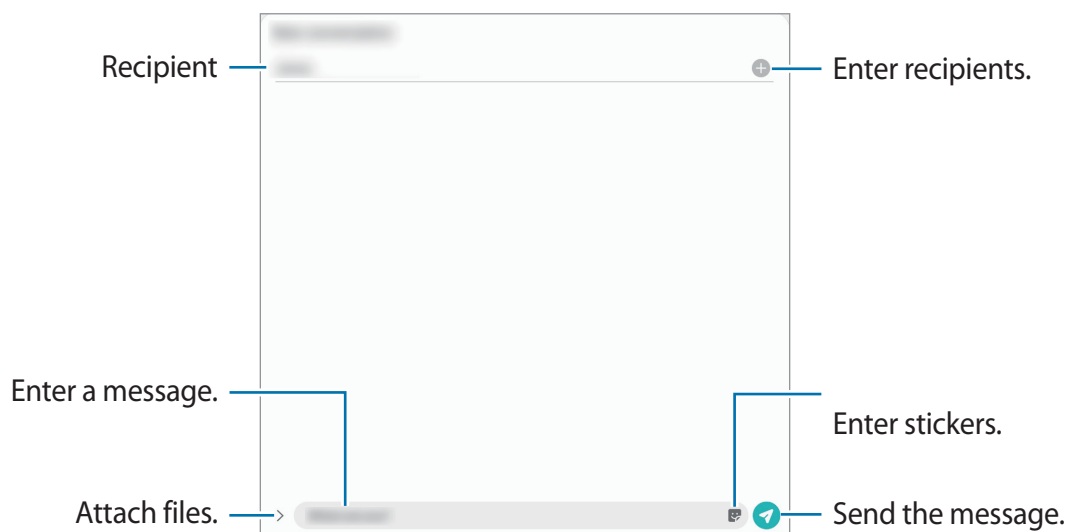 Recipient
Enter recipients.
Enter a message.
Enter stickers.
Attach files.
Send the message.